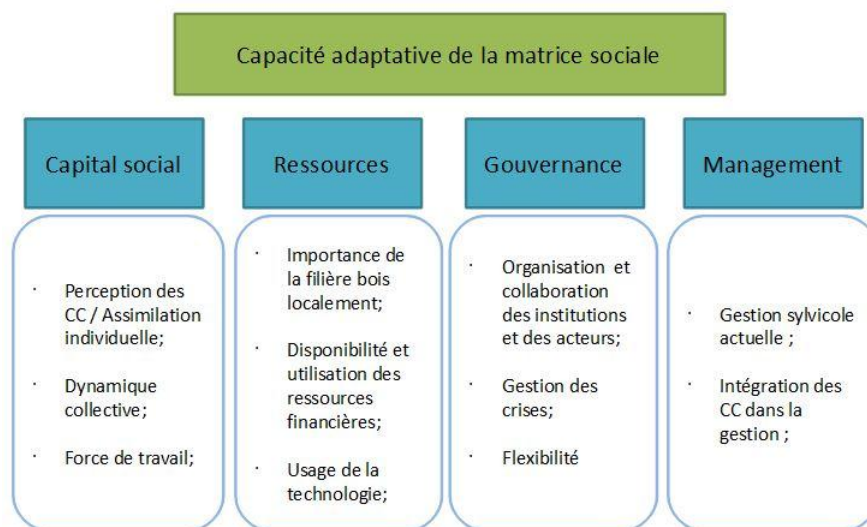 Capacité adaptative de la matrice sociale
Capital social
Ressources
Gouvernance
Management
· Perception des
CC / Assimilation
individuelle;
· Dynamique
collective;
· Force de travail;
· Importance de
la filière bois
localement;
· Disponibilité et
utilisation des
ressources
financières;
· Usage de la
technologie;
· Organisation et
collaboration
des institutions
et des acteurs;
· Gestion des
crises;
· Flexibilité
· Gestion sylvicole
actuelle ;
· Intégration des
CC dans la
gestion ;